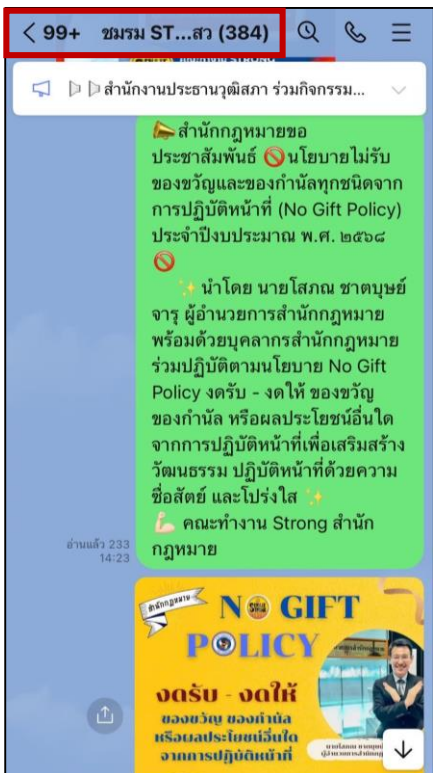 99+ ชมรม ST...สว (384)
สำนักงานประธานวุฒิสภา ร่วมกิจกรรม...
สำนักกฎหมายขอ
ประชาสัมพันธ์ 🚫นโยบายไม่รับ
ของขวัญและของกำนัลทุกชนิดจาก
การปฏิบัติหน้าที่ (No Gift Policy)
ประจำปีงบประมาณ พ.ศ. ๒๕๖๘
🚫
✨ นำโดย นายโสภณ ชาตบุษย์
จารุ ผู้อำนวยการสำนักกฎหมาย
พร้อมด้วยบุคลากรสำนักกฎหมาย
ร่วมปฏิบัติตามนโยบาย No Gift
Policy งดรับ - งดให้ ของขวัญ
ของกำนัล หรือผลประโยชน์อื่นใด
จากการปฏิบัติหน้าที่เพื่อเสริมสร้าง
วัฒนธรรม ปฏิบัติหน้าที่ด้วยความ
ซื่อสัตย์ และโปร่งใส ✨
💪 คณะทำงาน Strong สำนัก
กฎหมาย
อ่านแล้ว 233
14:23
สำนักกฎหมาย
NO GIFT
POLICY
งดรับ - งดให้
ของขวัญ ของกำนัล
หรือผลประโยชน์อื่นใด
จากการปฏิบัติหน้าที่